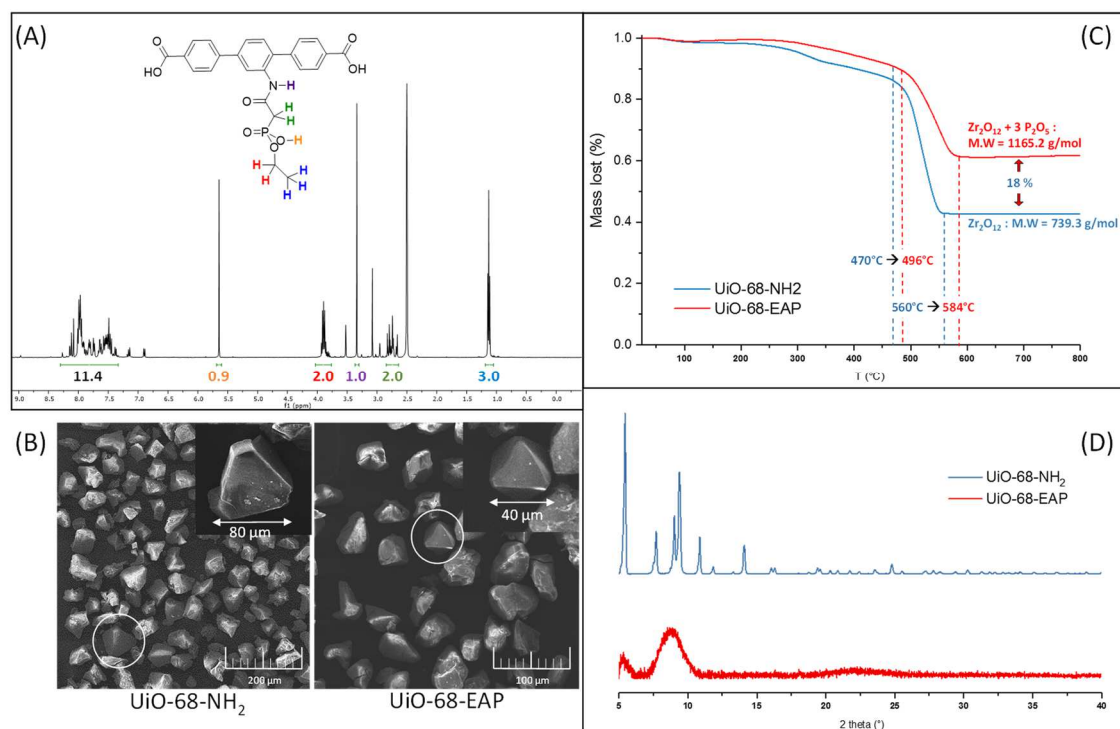 (A)
O
HO
O
OH
N–H
O
H
H
O
P
O–H
O
H
H
H
H
H
11.4
0.9
2.0
1.0
2.0
3.0
9.0 8.5 8.0 7.5 7.0 6.5 6.0 5.5 5.0 4.5 4.0 3.5 3.0 2.5 2.0 1.5 1.0 0.5
f1 (ppm)
(B)
80 µm
200 µm
UiO-68-NH2
40 µm
100 µm
UiO-68-EAP
(C)
Mass lost (%)
1.0
0.8
0.6
0.4
0.2
0.0
Zr2O12 + 3 P2O5 :
M.W = 1165.2 g/mol
18 %
Zr2O12 : M.W = 739.3 g/mol
470°C → 496°C
560°C → 584°C
UiO-68-NH2
UiO-68-EAP
100 200 300 400 500 600 700 800
T (°C)
(D)
UiO-68-NH2
UiO-68-EAP
5 10 15 20 25 30 35 40
2 theta (°)